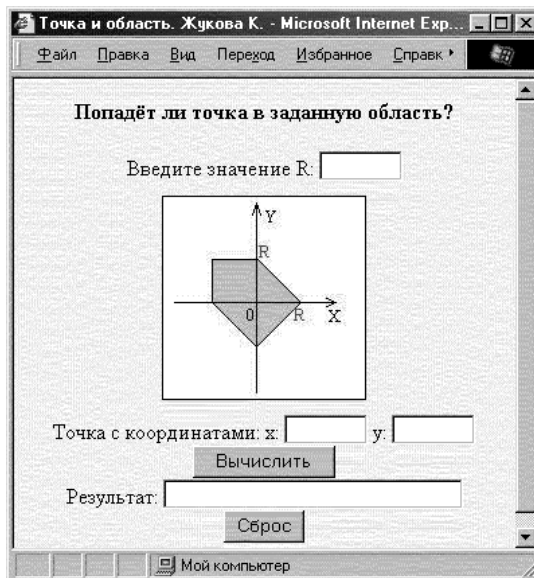 Точка и область. Жукова К. - Microsoft Internet Exp...
Файл Правка Вид Переход Избранное Справк
Попадёт ли точка в заданную область?
Введите значение R:
Y
R
0 R X
Точка с координатами: x: y:
Вычислить
Результат:
Сброс
Мой компьютер